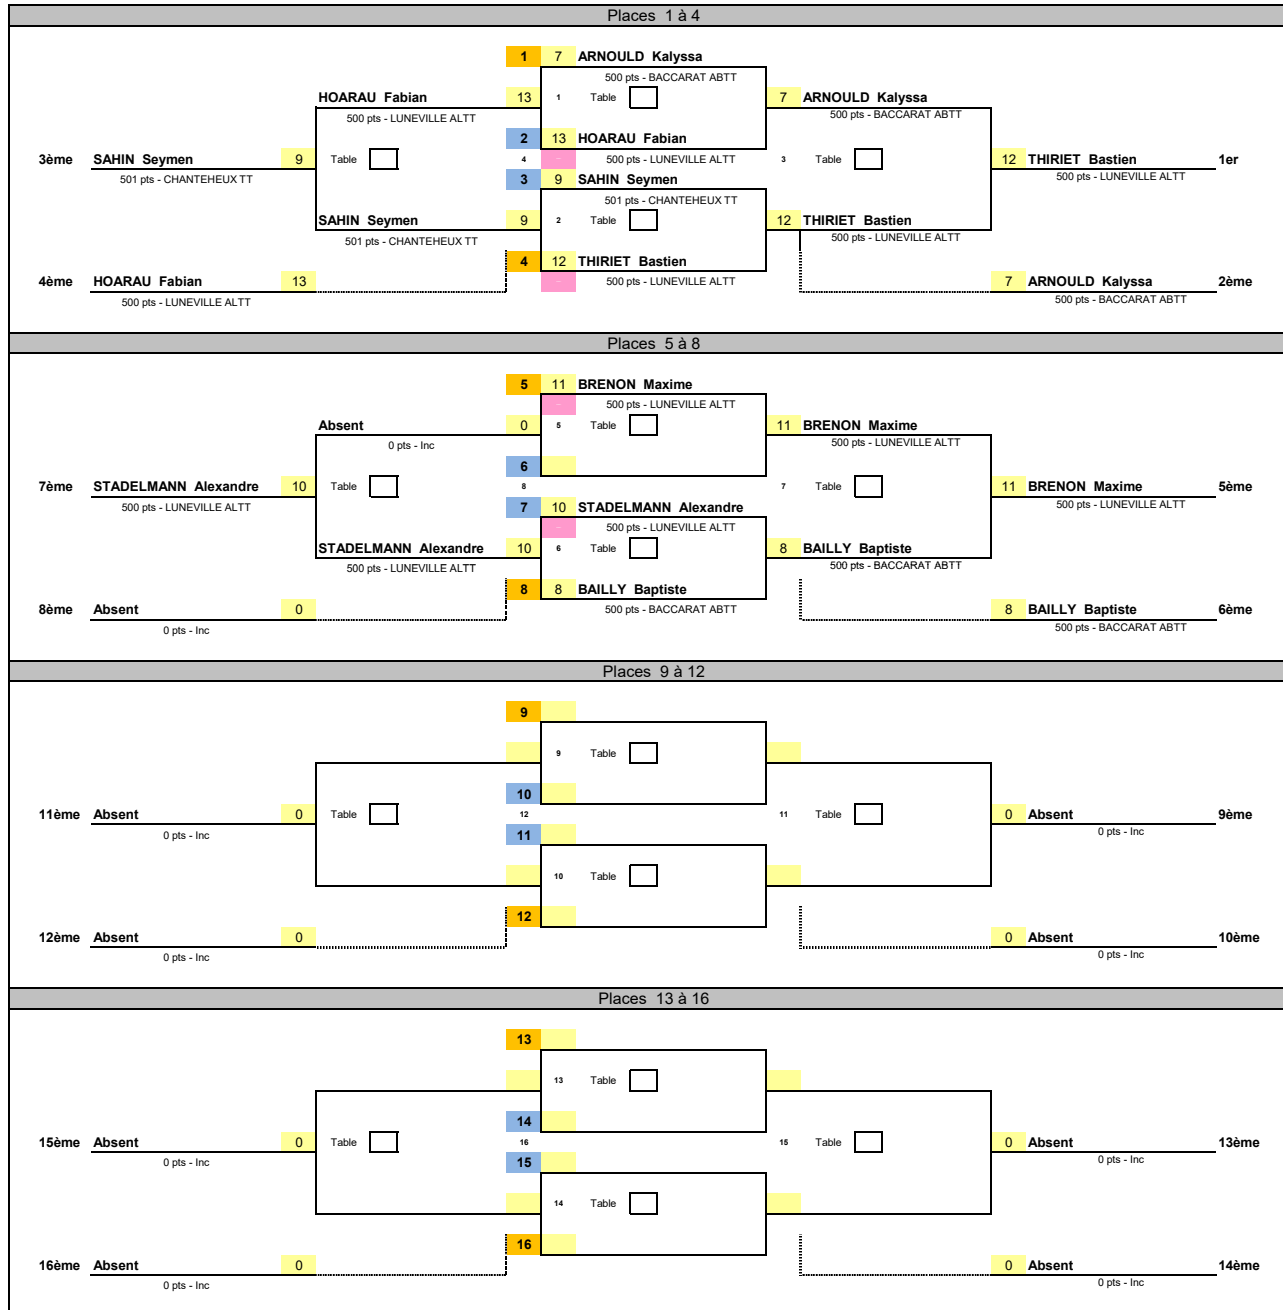 Places 1 à 4
1 7 ARNOULD Kalyssa
500 pts - BACCARAT ABTT
HOARAU Fabian 13 1 Table 7 ARNOULD Kalyssa
500 pts - LUNEVILLE ALTT 500 pts - BACCARAT ABTT
2 13 HOARAU Fabian
3ème SAHIN Seymen 9 Table 4 500 pts - LUNEVILLE ALTT 3 Table 12 THIRIET Bastien 1er
501 pts - CHANTEHEUX TT 3 9 SAHIN Seymen 500 pts - LUNEVILLE ALTT
501 pts - CHANTEHEUX TT
SAHIN Seymen 9 2 Table 12 THIRIET Bastien
501 pts - CHANTEHEUX TT 500 pts - LUNEVILLE ALTT
4 12 THIRIET Bastien
4ème HOARAU Fabian 13 500 pts - LUNEVILLE ALTT 7 ARNOULD Kalyssa 2ème
500 pts - LUNEVILLE ALTT 500 pts - BACCARAT ABTT
Places 5 à 8
5 11 BRENON Maxime
500 pts - LUNEVILLE ALTT
Absent 0 5 Table 11 BRENON Maxime
0 pts - Inc 500 pts - LUNEVILLE ALTT
6
7ème STADELMANN Alexandre 10 Table 8 7 Table 11 BRENON Maxime 5ème
500 pts - LUNEVILLE ALTT 7 10 STADELMANN Alexandre 500 pts - LUNEVILLE ALTT
500 pts - LUNEVILLE ALTT
STADELMANN Alexandre 10 6 Table 8 BAILLY Baptiste
500 pts - LUNEVILLE ALTT 500 pts - BACCARAT ABTT
8 8 BAILLY Baptiste
8ème Absent 0 500 pts - BACCARAT ABTT 8 BAILLY Baptiste 6ème
0 pts - Inc 500 pts - BACCARAT ABTT
Places 9 à 12
9
9 Table
10
11ème Absent 0 Table 12 11 Table 0 Absent 9ème
0 pts - Inc 11 0 pts - Inc
10 Table
12
12ème Absent 0 0 Absent 10ème
0 pts - Inc 0 pts - Inc
Places 13 à 16
13
13 Table
14
15ème Absent 0 Table 16 15 Table 0 Absent 13ème
0 pts - Inc 15 0 pts - Inc
14 Table
16
16ème Absent 0 0 Absent 14ème
0 pts - Inc 0 pts - Inc